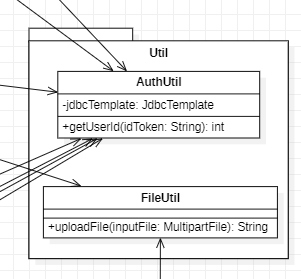 Util
AuthUtil
-jdbcTemplate: JdbcTemplate
+getUserId(idToken: String): int
FileUtil
+uploadFile(inputFile: MultipartFile): String